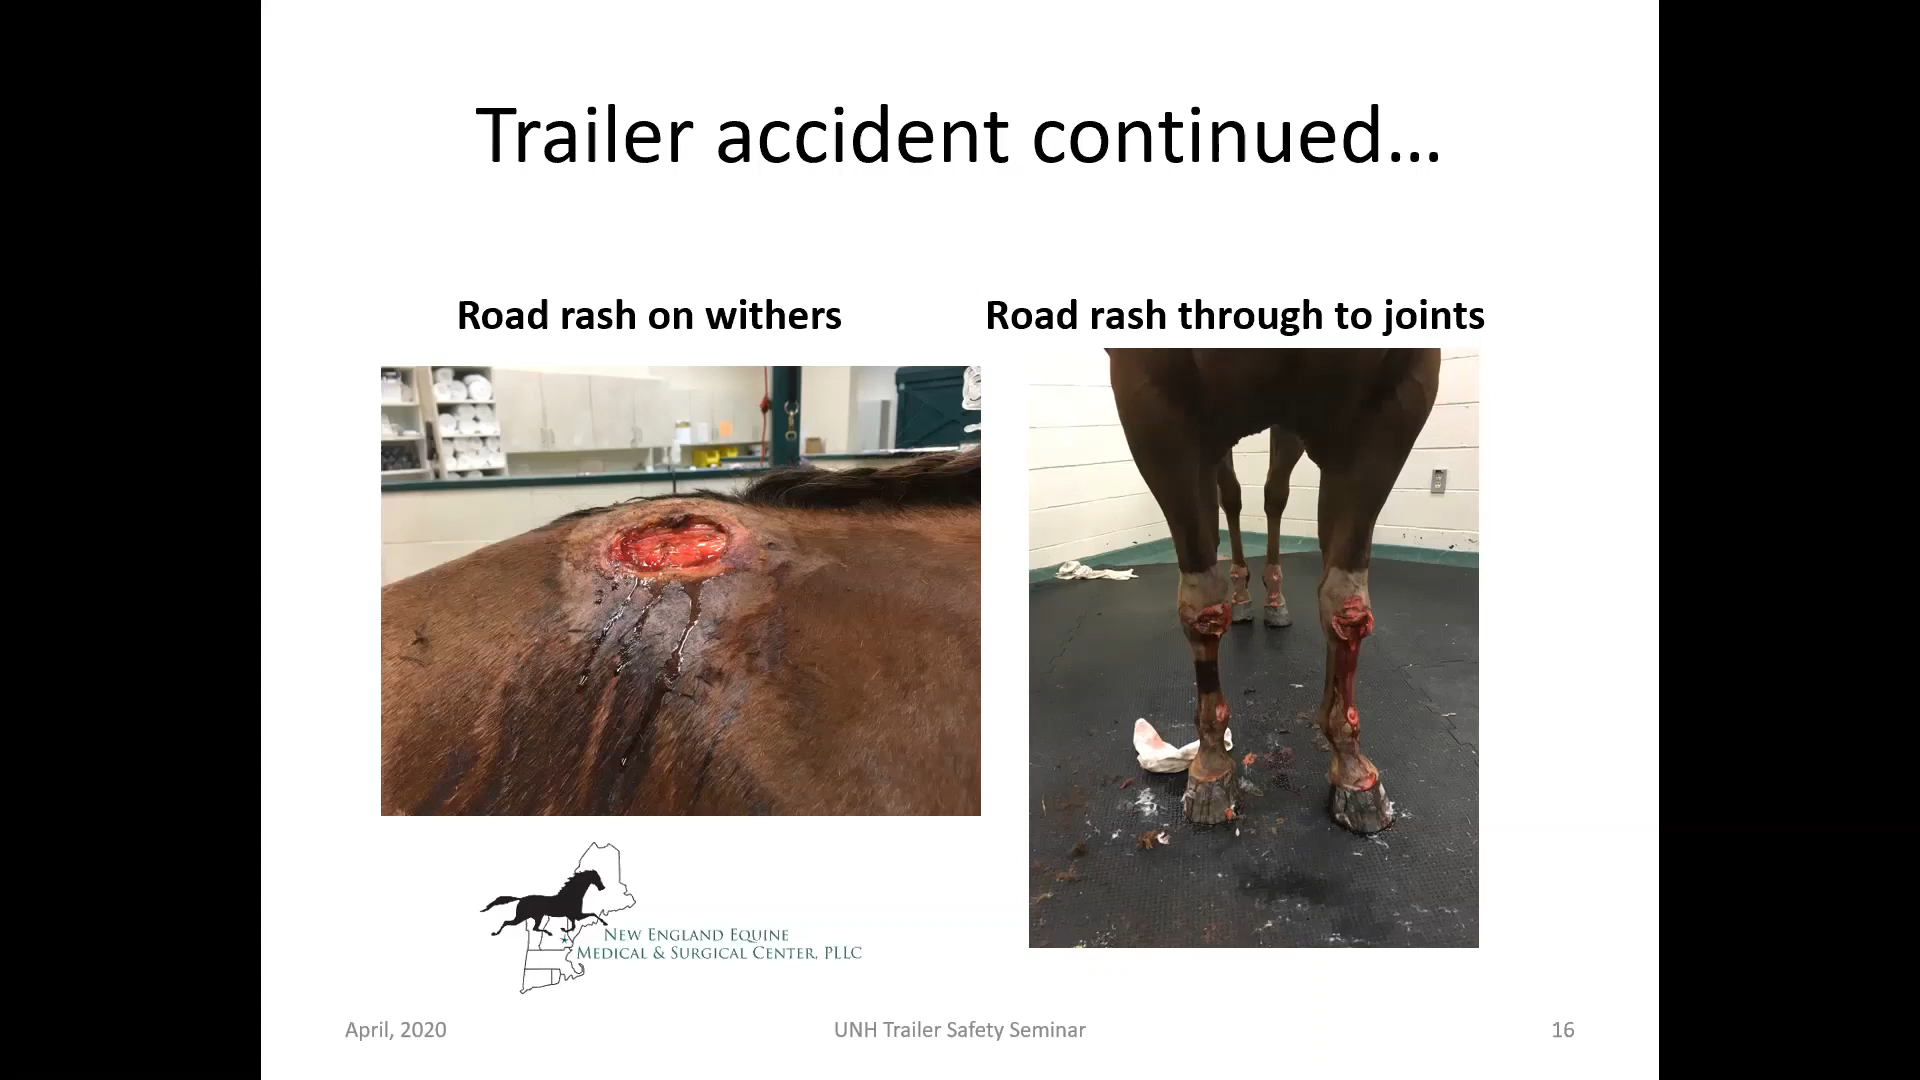 Trailer accident continued…
Road rash on withers
Road rash through to joints
New England Equine
Medical & Surgical Center, PLLC
April, 2020
UNH Trailer Safety Seminar
16